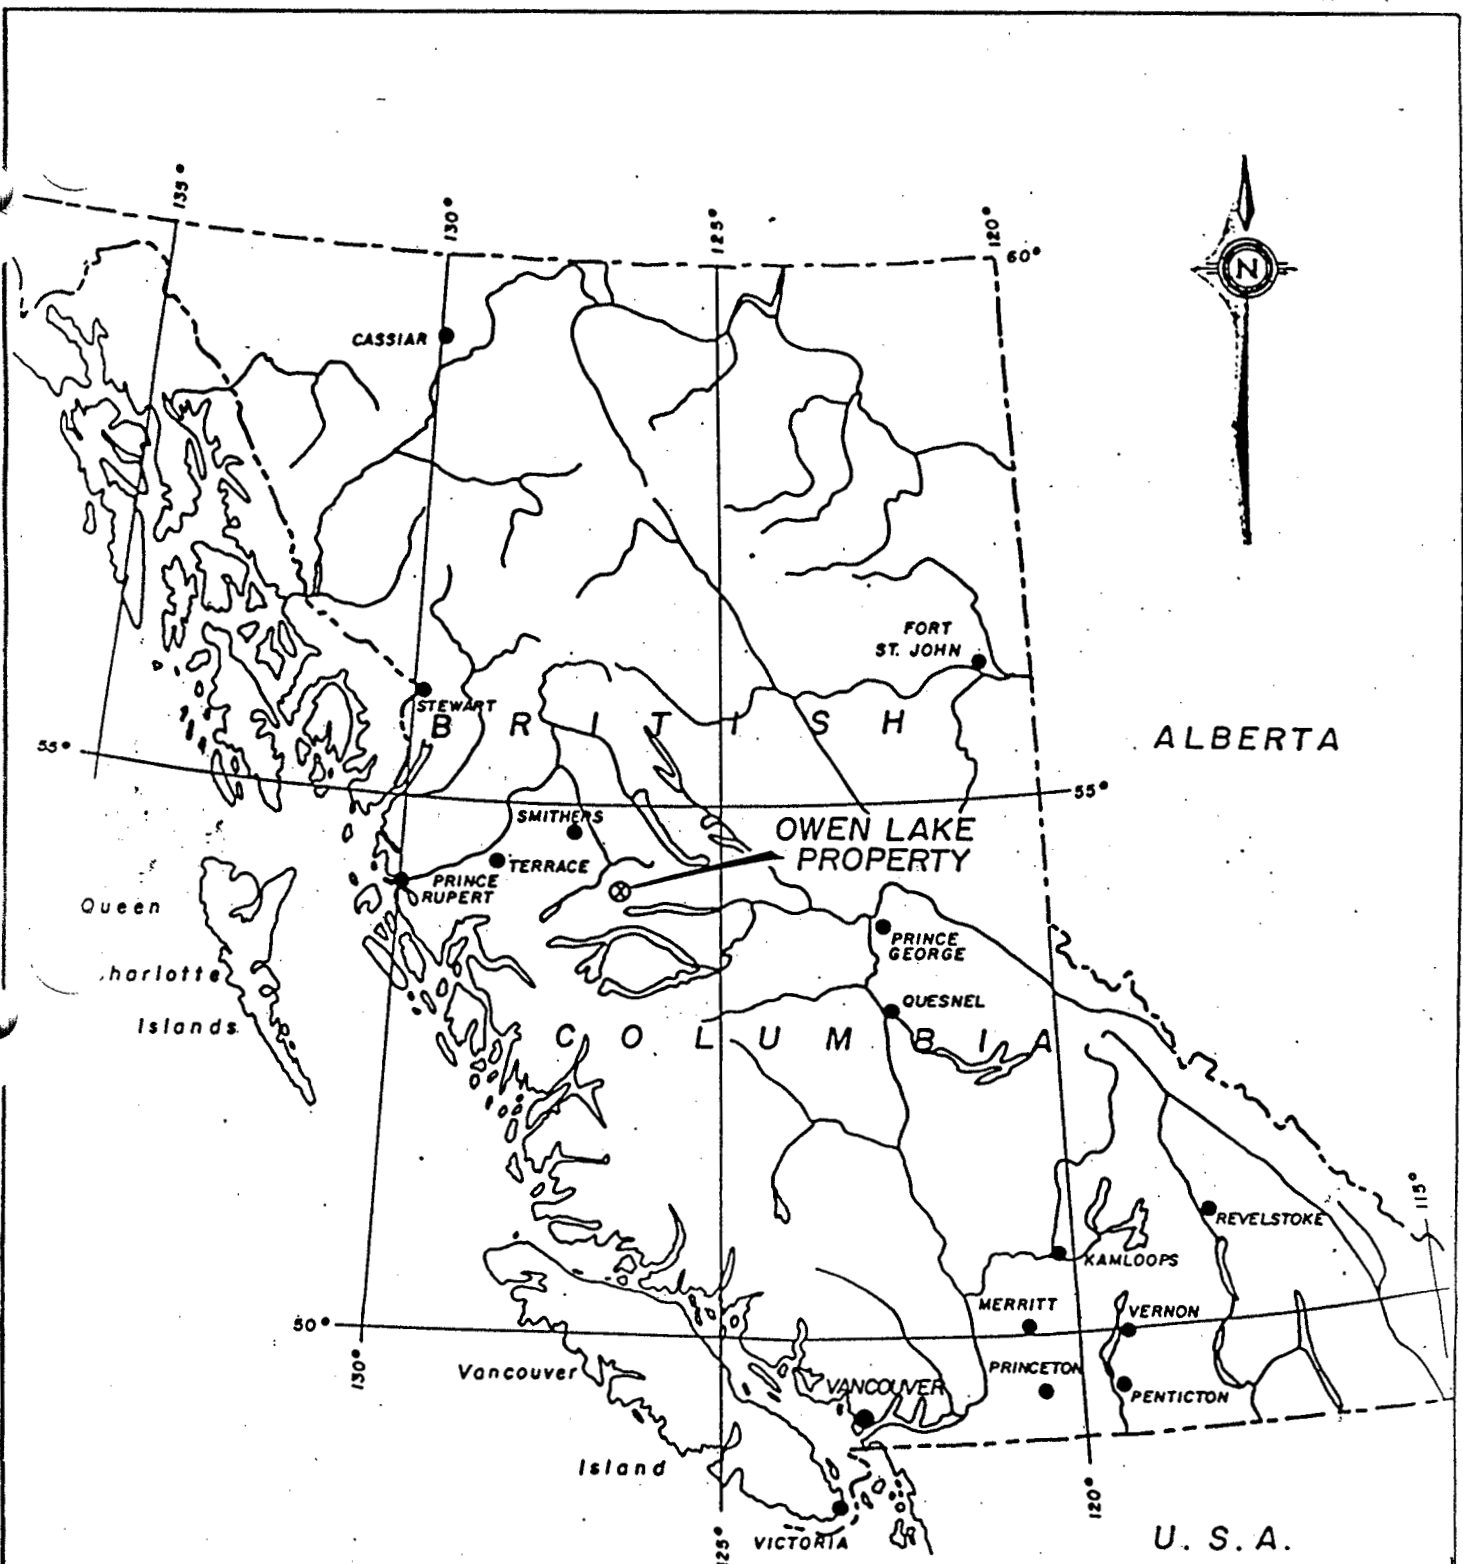 135°
130°
125°
120°
60°
N
CASSIAR
FORT
ST. JOHN
STEWART
BRITISH
ALBERTA
55°
55°
SMITHERS
OWEN LAKE
PROPERTY
TERRACE
PRINCE
RUPERT
Queen
harlotte
Islands
PRINCE
GEORGE
QUESNEL
COLUMBIA
115°
REVELSTOKE
KAMLOOPS
MERRITT
VERNON
50°
130°
Vancouver
PRINCETON
VANCOUVER
PENTICTON
Island
120°
VICTORIA
125°
U.S.A.